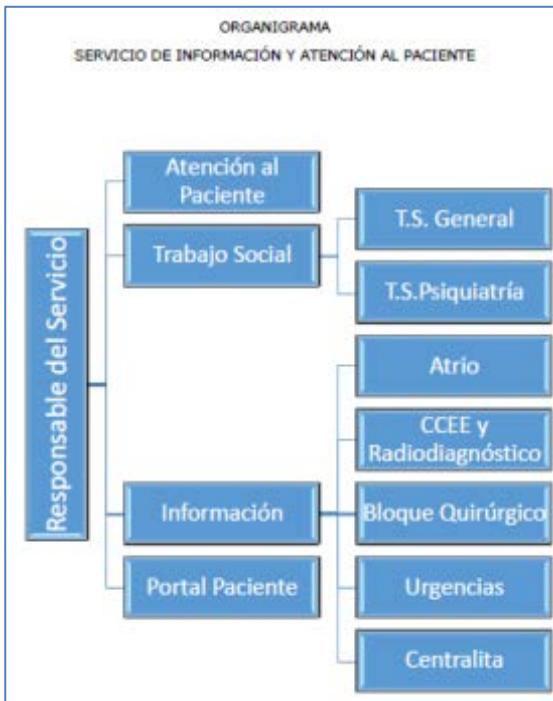 ORGANIGRAMA
SERVICIO DE INFORMACIÓN Y ATENCIÓN AL PACIENTE
Responsable del Servicio
Atención al
Paciente
Trabajo Social
T.S. General
T.S.Psiquiatría
Información
Atrio
CCEE y
Radiodiagnóstico
Bloque Quirúrgico
Urgencias
Centralita
Portal Paciente